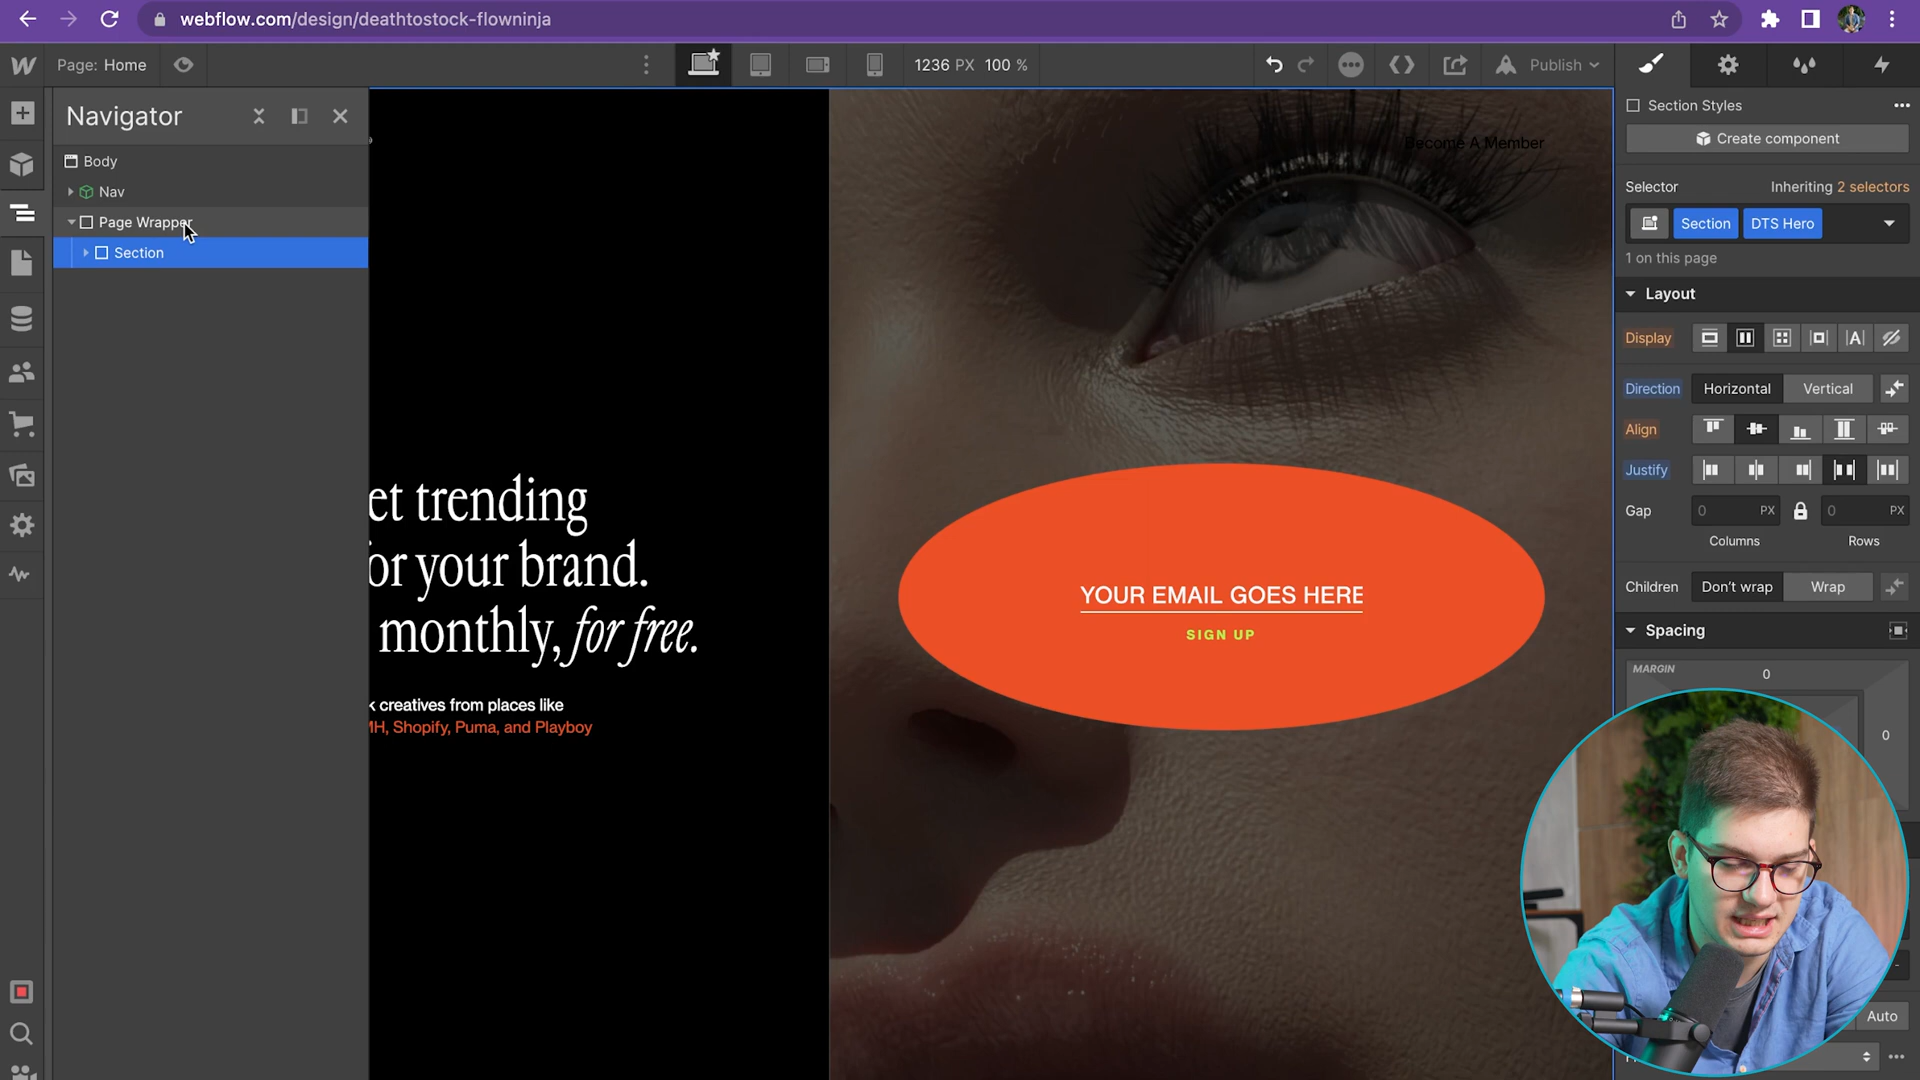 webflow.com/design/deathtostock-flowninja
Page: Home
1236 PX 100 %
Publish
Navigator
Body
Nav
Page Wrapper
Section
Become A Member
et trending
or your brand.
monthly, for free.
k creatives from places like
MH, Shopify, Puma, and Playboy
YOUR EMAIL GOES HERE
SIGN UP
Section Styles
Create component
Selector
Inheriting 2 selectors
Section
DTS Hero
1 on this page
Layout
Display
Direction
Horizontal
Vertical
Align
Justify
Gap
0 PX
0 PX
Columns
Rows
Children
Don't wrap
Wrap
Spacing
MARGIN
0
0
Auto